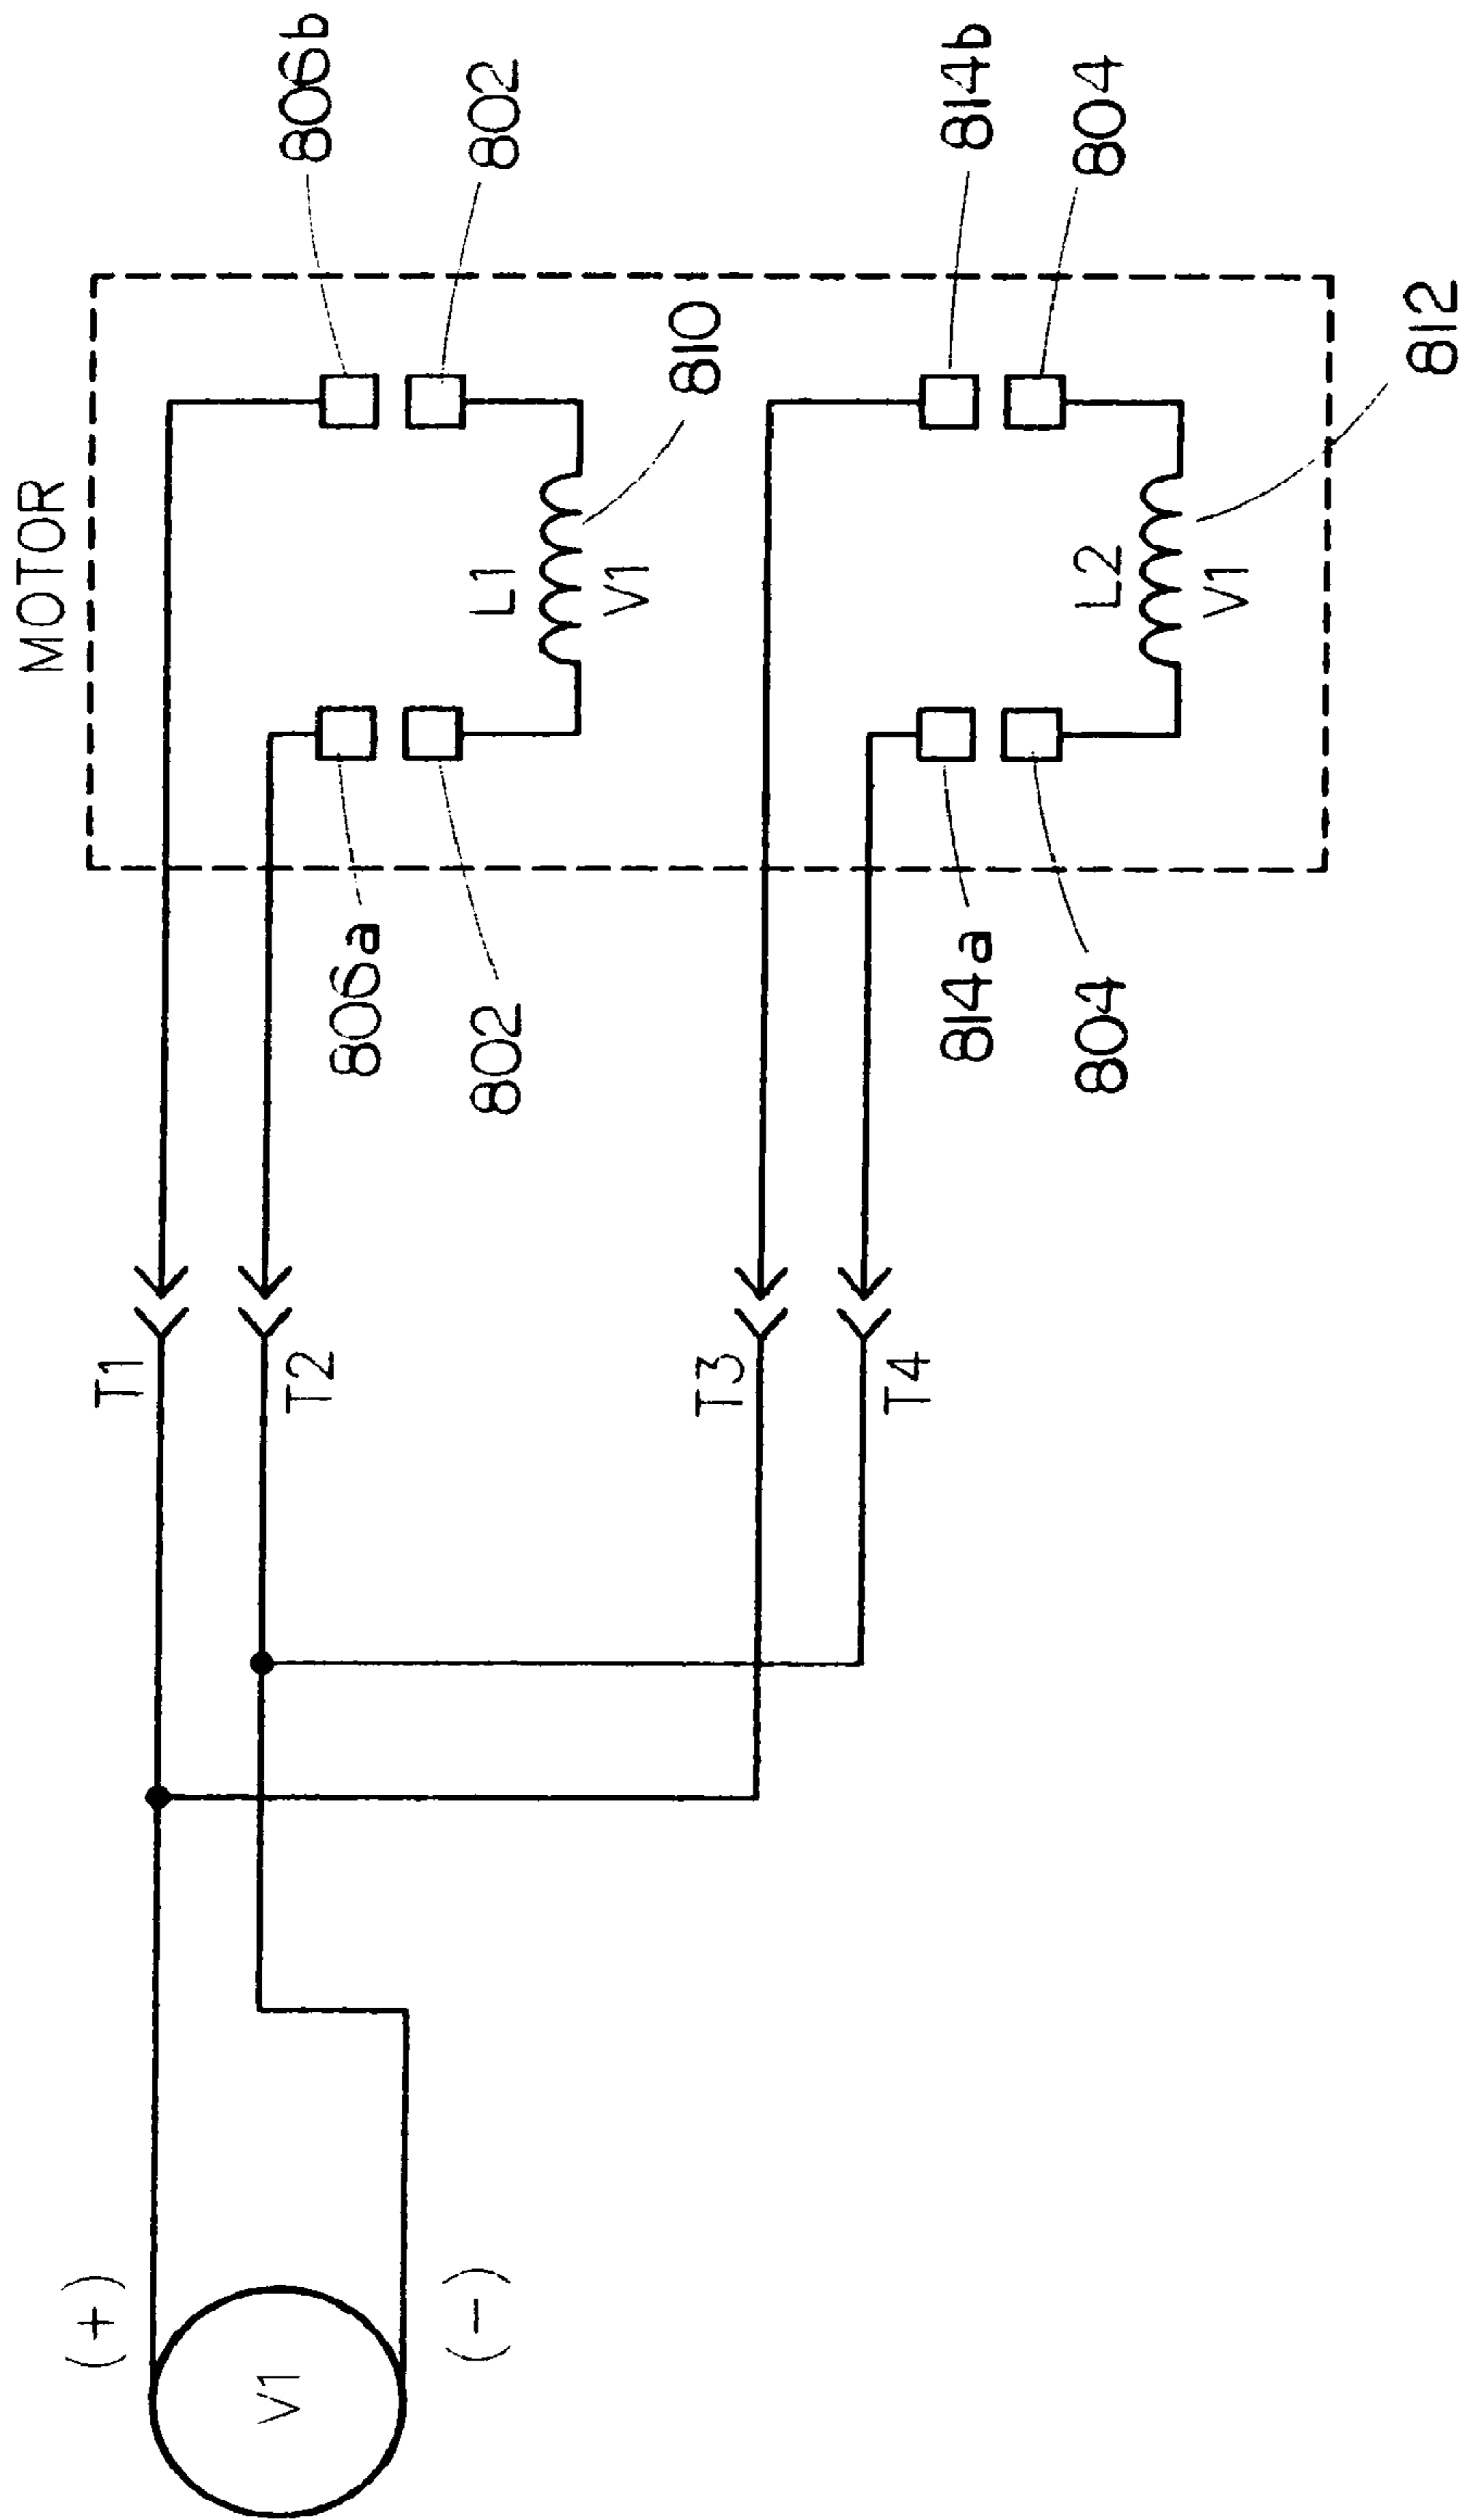 MOTOR
(+)
T1
V1
T2
806b
806a
(-)
802
L1
802
V1
810
T3
T4
814a
814b
804
L2
804
V1
812